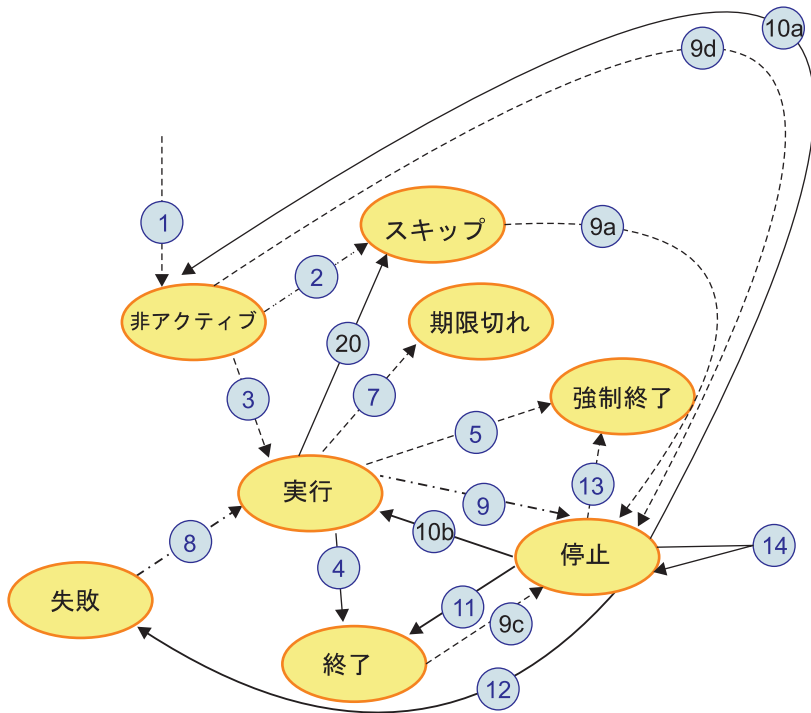 10a
9d
1
スキップ
9a
2
非アクティブ
期限切れ
20
7
3
強制終了
5
実行
13
9
10b
8
14
停止
4
失敗
11
9c
終了
12